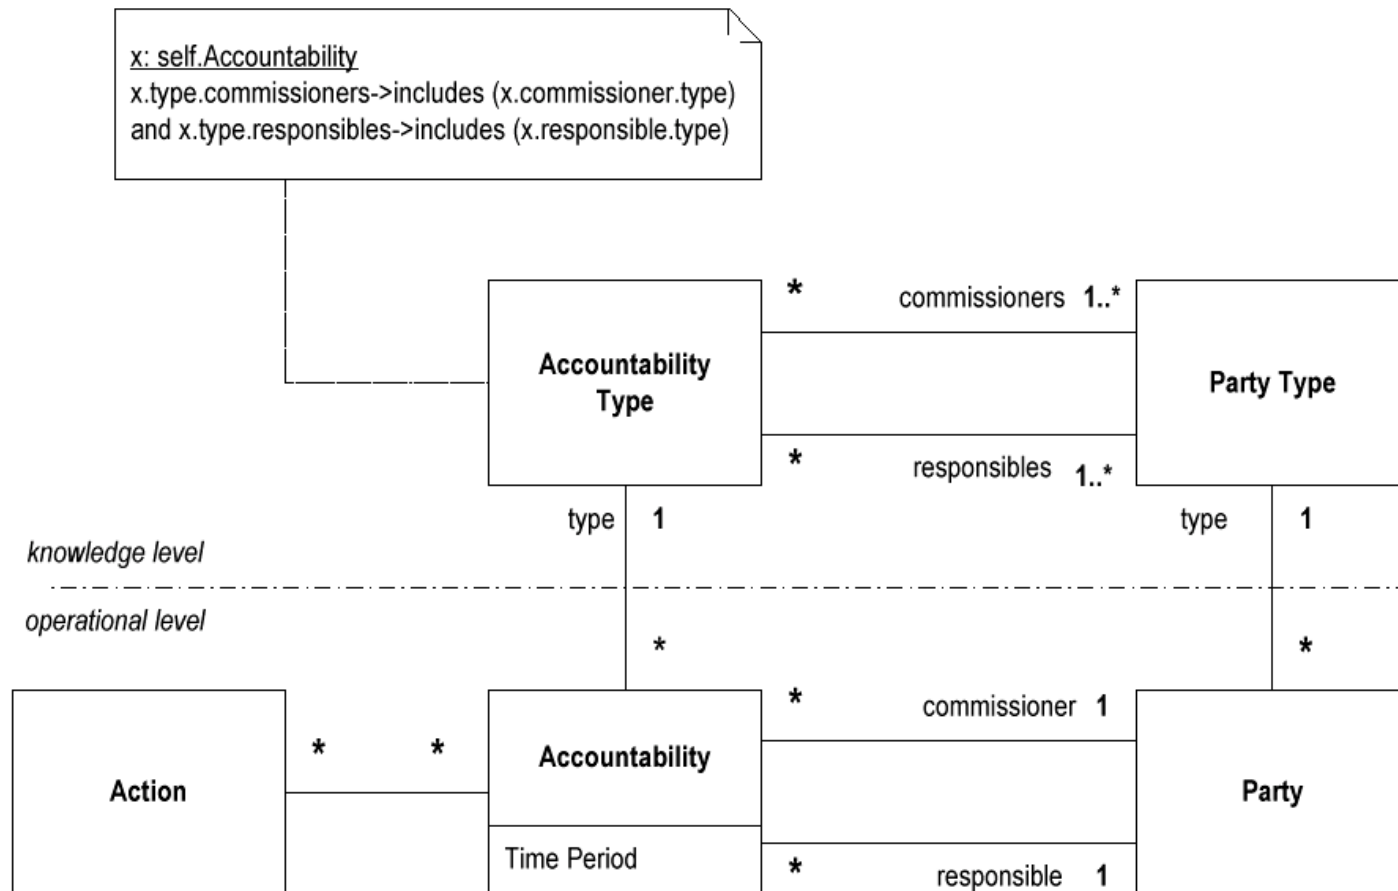 x: self.Accountability
x.type.commissioners->includes (x.commissioner.type)
and x.type.responsibles->includes (x.responsible.type)
* commissioners 1..*
Accountability
Type
Party Type
* responsibles 1..*
type 1
type 1
knowledge level
operational level
*
*
* commissioner 1
* *
Accountability
Action
Party
Time Period
* responsible 1